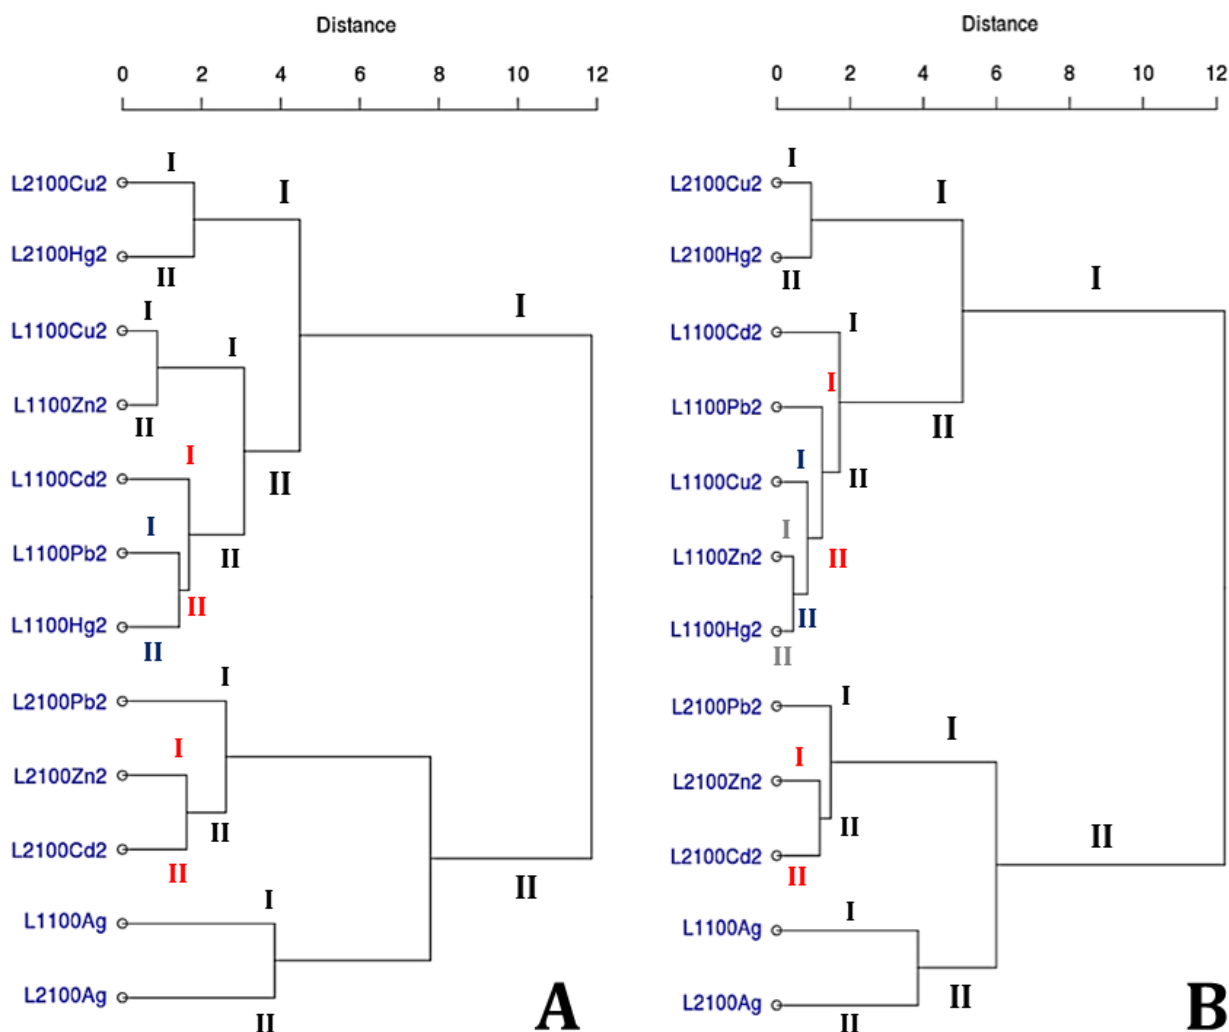 Distance
0 2 4 6 8 10 12
I
L2100Cu2
I
L2100Hg2
II
I
I
L1100Cu2
I
L1100Zn2
II
I
L1100Cd2
II
I
L1100Pb2
II
II
L1100Hg2
II
I
L2100Pb2
I
L2100Zn2
II
L2100Cd2
II
II
I
L1100Ag
L2100Ag
II
A
Distance
0 2 4 6 8 10 12
I
L2100Cu2
I
L2100Hg2
I
II
I
L1100Cd2
I
L1100Pb2
II
I
II
L1100Cu2
I
L1100Zn2
II
II
L1100Hg2
II
I
L2100Pb2
I
I
L2100Zn2
II
II
L2100Cd2
II
I
L1100Ag
II
L2100Ag
II
B